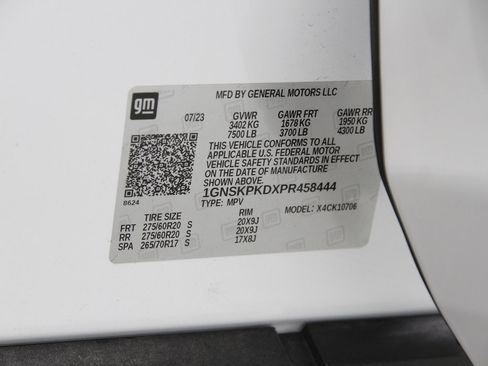 gm
MFD BY GENERAL MOTORS LLC
07/23 GVWR GAWR FRT GAWR RR
3402 KG 1678 KG 1950 KG
7500 LB 3700 LB 4300 LB
THIS VEHICLE CONFORMS TO ALL
APPLICABLE U.S. FEDERAL MOTOR
VEHICLE SAFETY STANDARDS IN EFFECT
ON THE DATE OF MANUFACTURE
SHOWN ABOVE.
1GNSKPKDXPR458444
8624 TYPE: MPV MODEL: X4CK10706
TIRE SIZE RIM
FRT 275/60R20 S 20X9J
RR 275/60R20 S 20X9J
SPA 265/70R17 S 17X8J